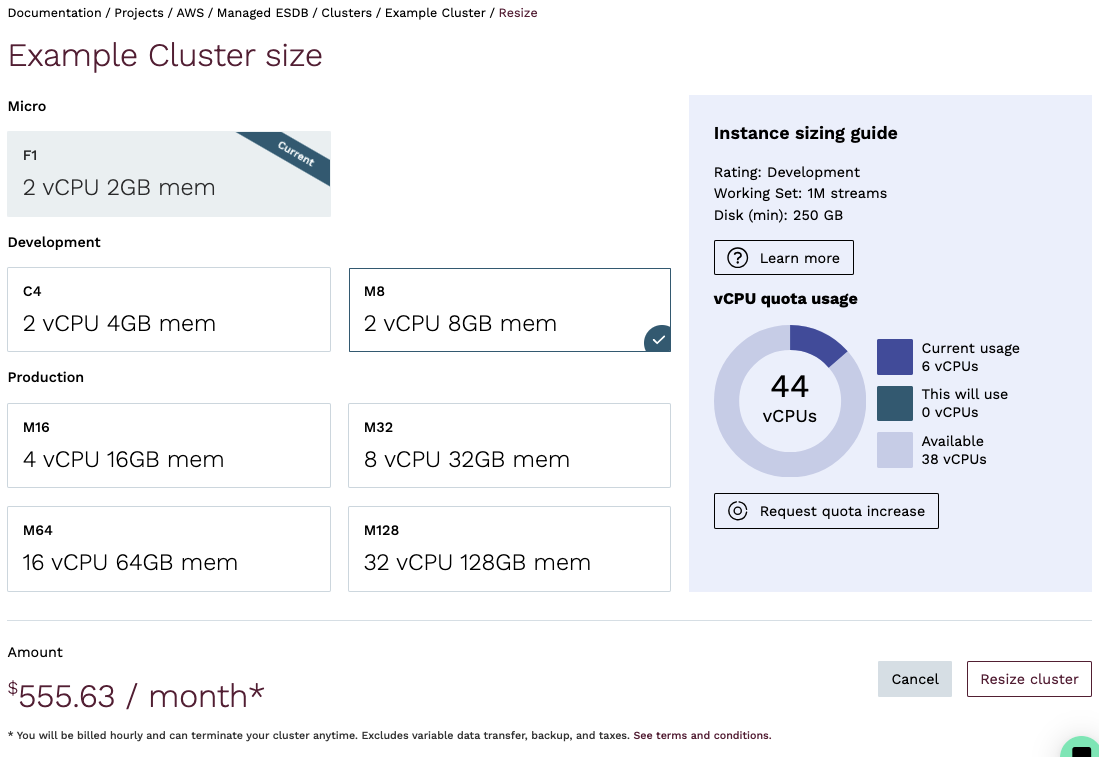 Documentation / Projects / AWS / Managed ESDB / Clusters / Example Cluster / Resize
Example Cluster size
Micro
F1
Current
2 vCPU 2GB mem
Development
C4
2 vCPU 4GB mem
M8
2 vCPU 8GB mem
Production
M16
4 vCPU 16GB mem
M32
8 vCPU 32GB mem
M64
16 vCPU 64GB mem
M128
32 vCPU 128GB mem
Instance sizing guide
Rating: Development
Working Set: 1M streams
Disk (min): 250 GB
Learn more
vCPU quota usage
44
vCPUs
Current usage
6 vCPUs
This will use
0 vCPUs
Available
38 vCPUs
Request quota increase
Amount
$555.63 / month*
Cancel
Resize cluster
* You will be billed hourly and can terminate your cluster anytime. Excludes variable data transfer, backup, and taxes. See terms and conditions.